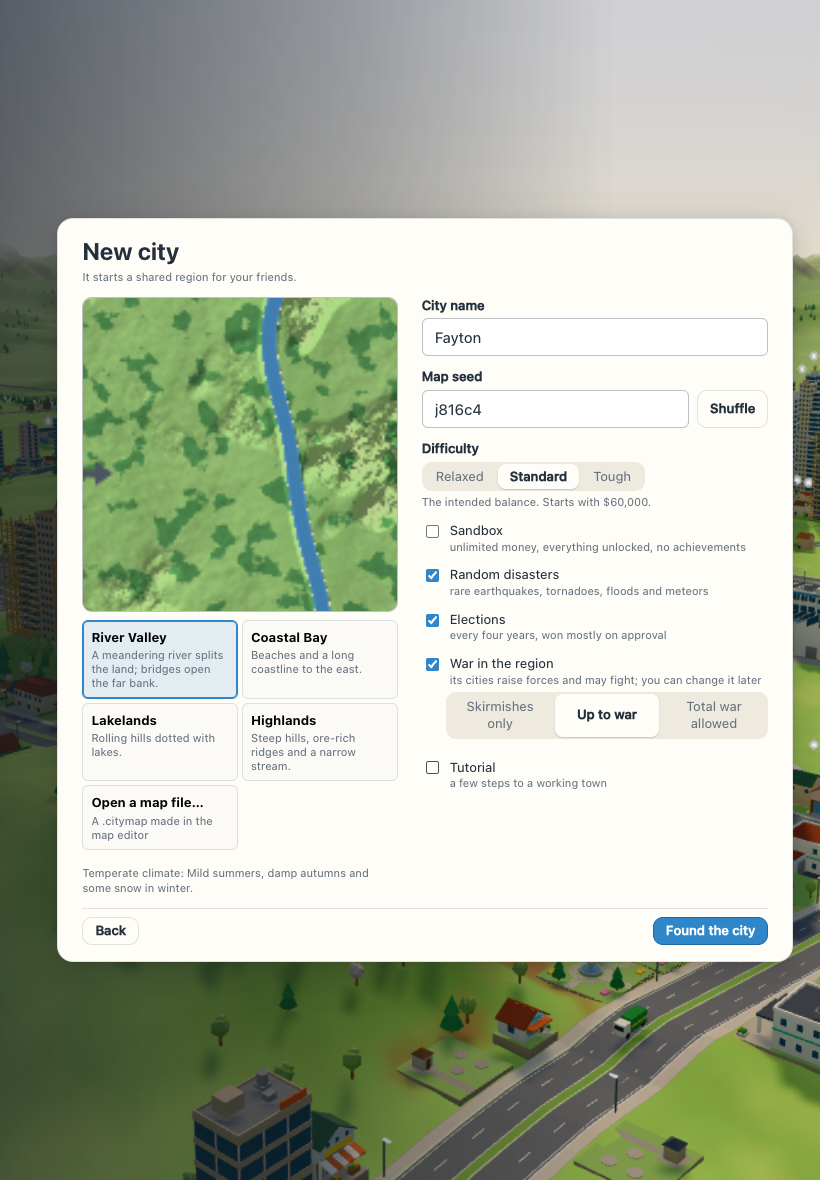 New city
It starts a shared region for your friends.
River Valley
A meandering river splits
the land; bridges open
the far bank.
Coastal Bay
Beaches and a long
coastline to the east.
Lakelands
Rolling hills dotted with
lakes.
Highlands
Steep hills, ore-rich
ridges and a narrow
stream.
Open a map file...
A .citymap made in the
map editor
Temperate climate: Mild summers, damp autumns and
some snow in winter.
City name
Fayton
Map seed
j816c4
Shuffle
Difficulty
Relaxed
Standard
Tough
The intended balance. Starts with $60,000.
Sandbox
unlimited money, everything unlocked, no achievements
Random disasters
rare earthquakes, tornadoes, floods and meteors
Elections
every four years, won mostly on approval
War in the region
its cities raise forces and may fight; you can change it later
Skirmishes
only
Up to war
Total war
allowed
Tutorial
a few steps to a working town
Back
Found the city